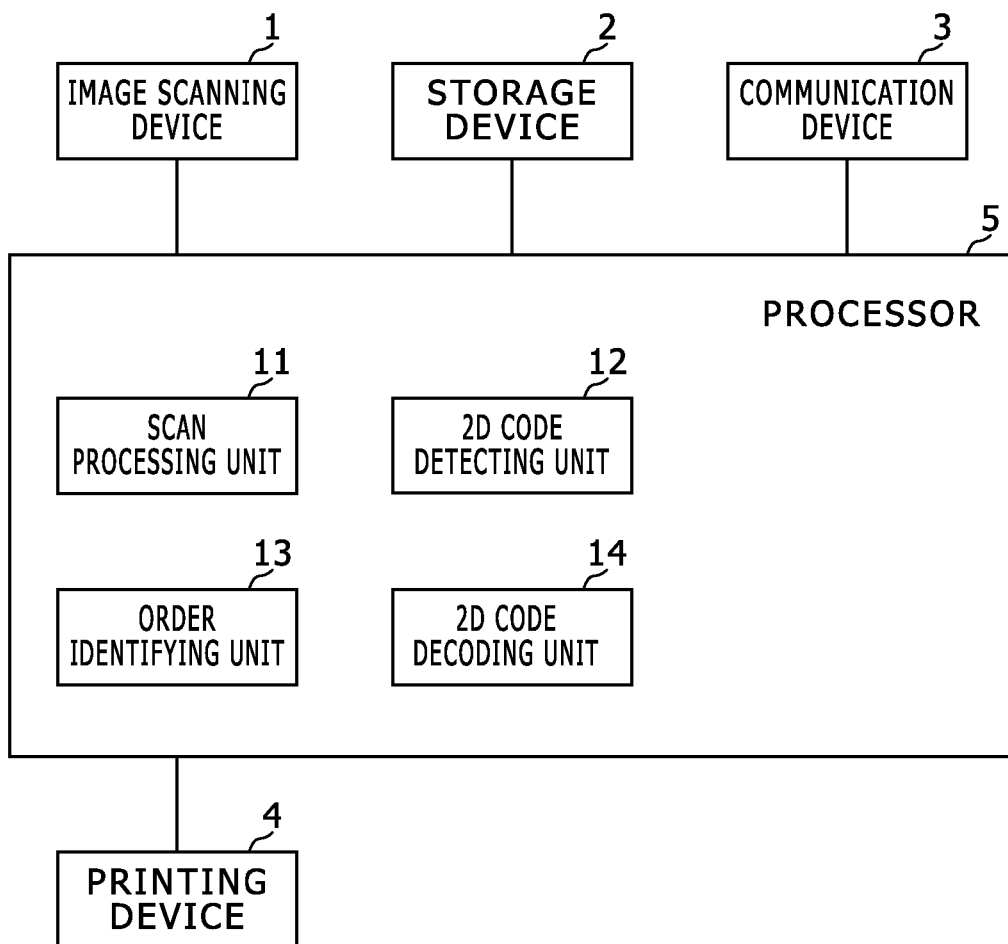 1
IMAGE SCANNING
DEVICE
2
STORAGE
DEVICE
3
COMMUNICATION
DEVICE
5
PROCESSOR
11
SCAN
PROCESSING UNIT
12
2D CODE
DETECTING UNIT
13
ORDER
IDENTIFYING UNIT
14
2D CODE
DECODING UNIT
4
PRINTING
DEVICE